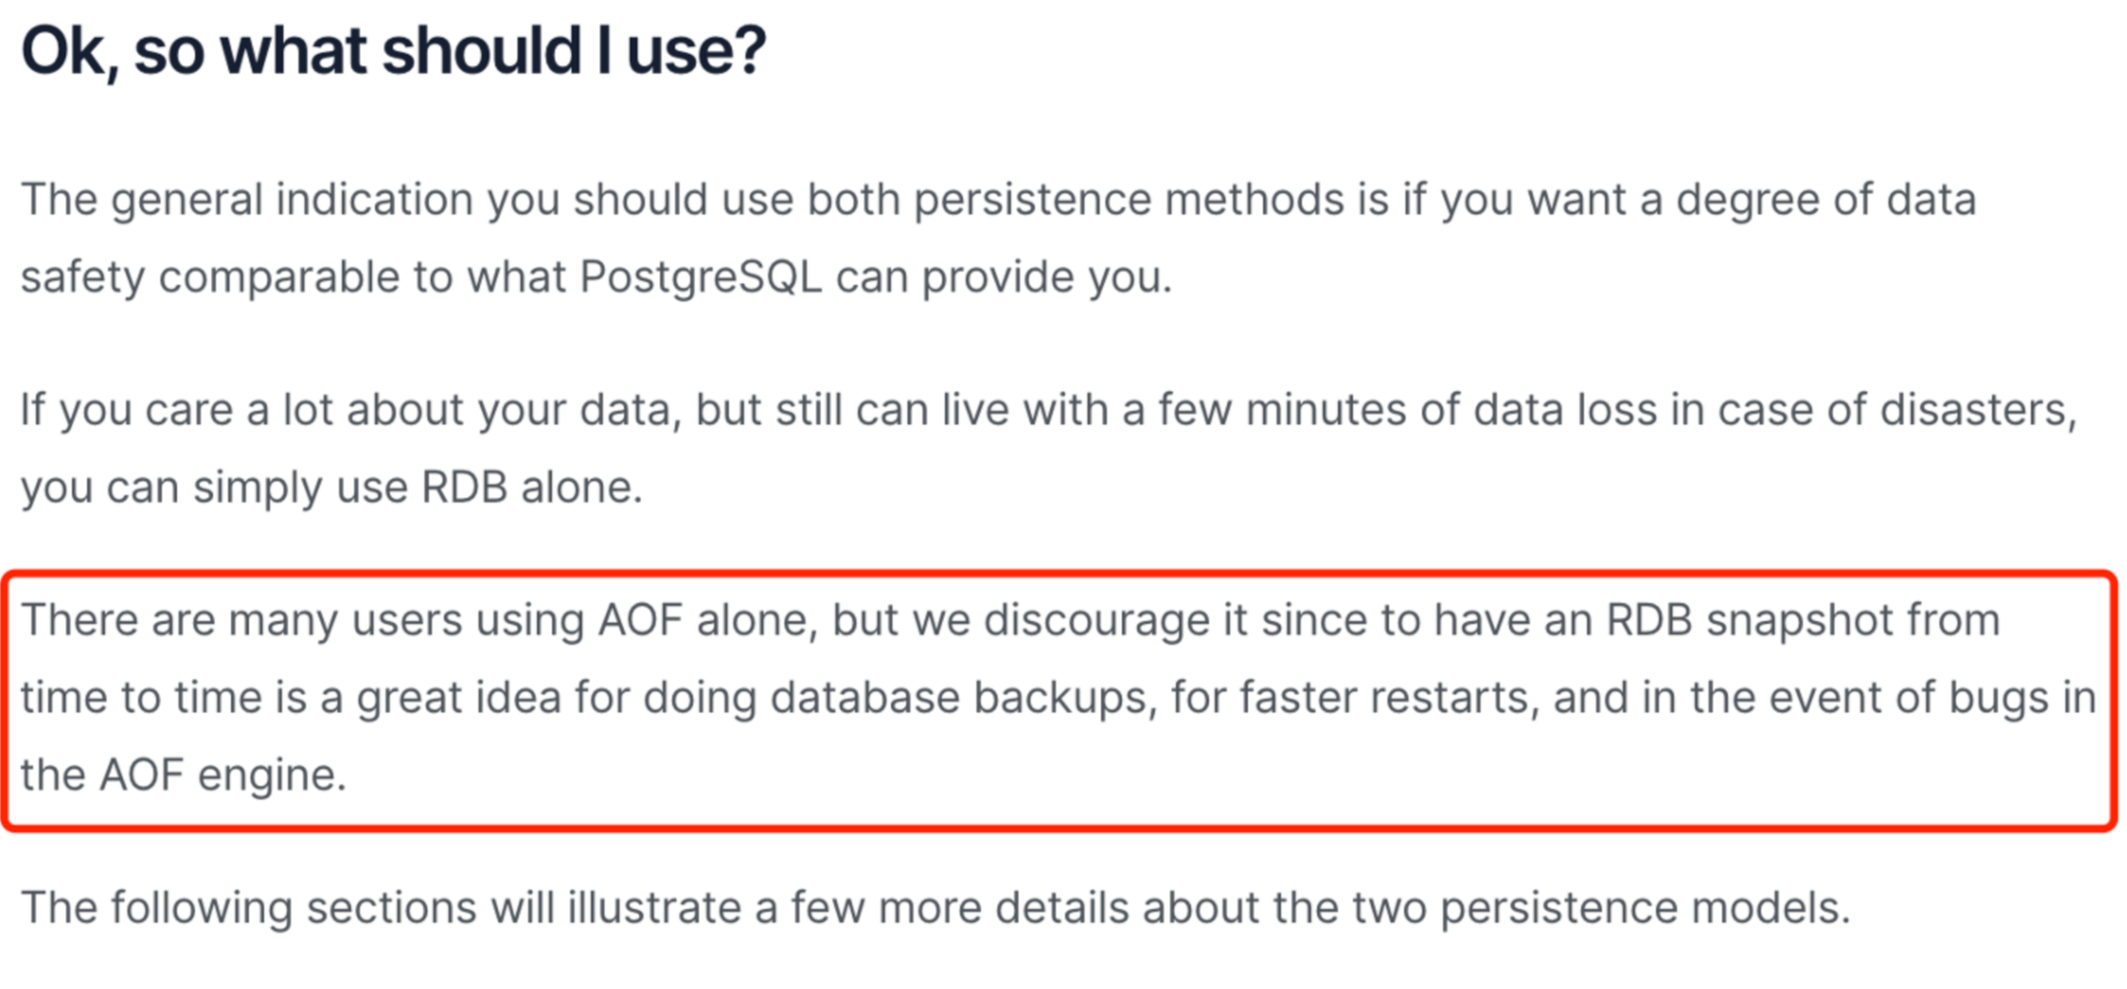 Ok, so what should I use?
The general indication you should use both persistence methods is if you want a degree of data
safety comparable to what PostgreSQL can provide you.
If you care a lot about your data, but still can live with a few minutes of data loss in case of disasters,
you can simply use RDB alone.
There are many users using AOF alone, but we discourage it since to have an RDB snapshot from
time to time is a great idea for doing database backups, for faster restarts, and in the event of bugs in
the AOF engine.
The following sections will illustrate a few more details about the two persistence models.